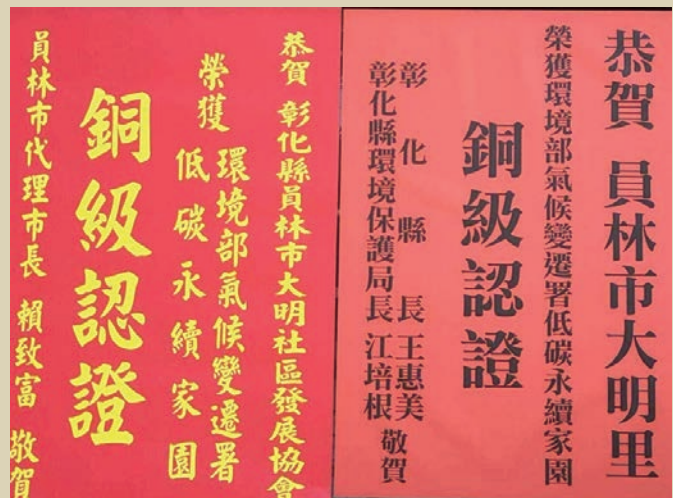 恭賀 員林市大明里
榮獲環境部氣候變遷署低碳永續家園
銅級認證
彰化縣長 王惠美
彰化縣環境保護局長 江培根 敬賀
恭賀 彰化縣員林市大明社區發展協會
榮獲 環境部氣候變遷署
低碳永續家園
銅級認證
員林市代理市長 賴致富 敬賀